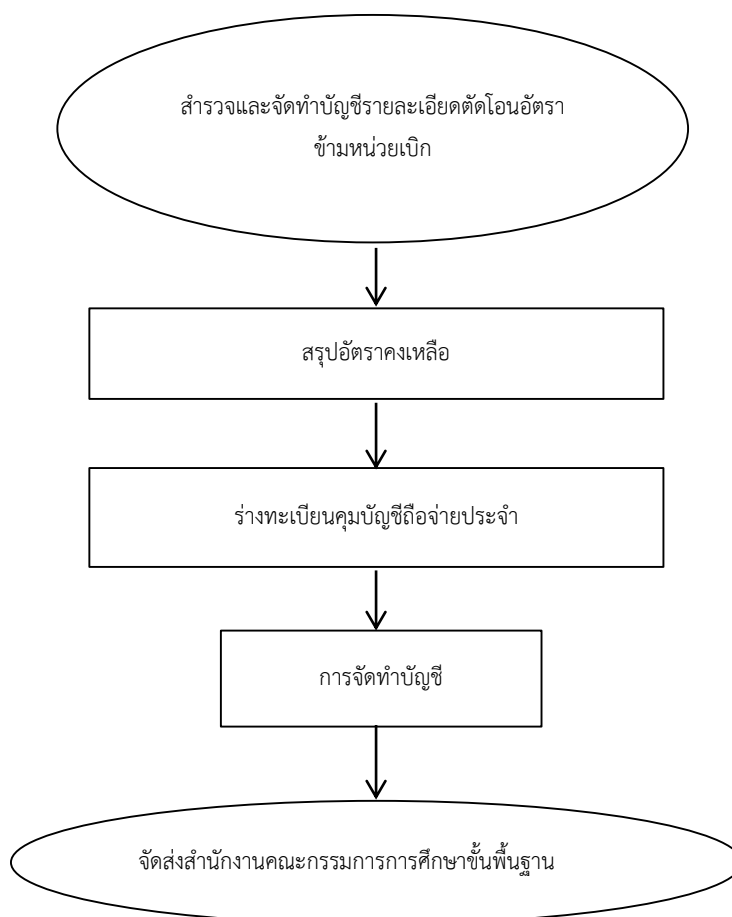 สำรวจและจัดทำบัญชีรายละเอียดตัดโอนอัตรา
ข้ามหน่วยเบิก
สรุปอัตราคงเหลือ
ร่างทะเบียนคุมบัญชีถือจ่ายประจำ
การจัดทำบัญชี
จัดส่งสำนักงานคณะกรรมการการศึกษาขั้นพื้นฐาน